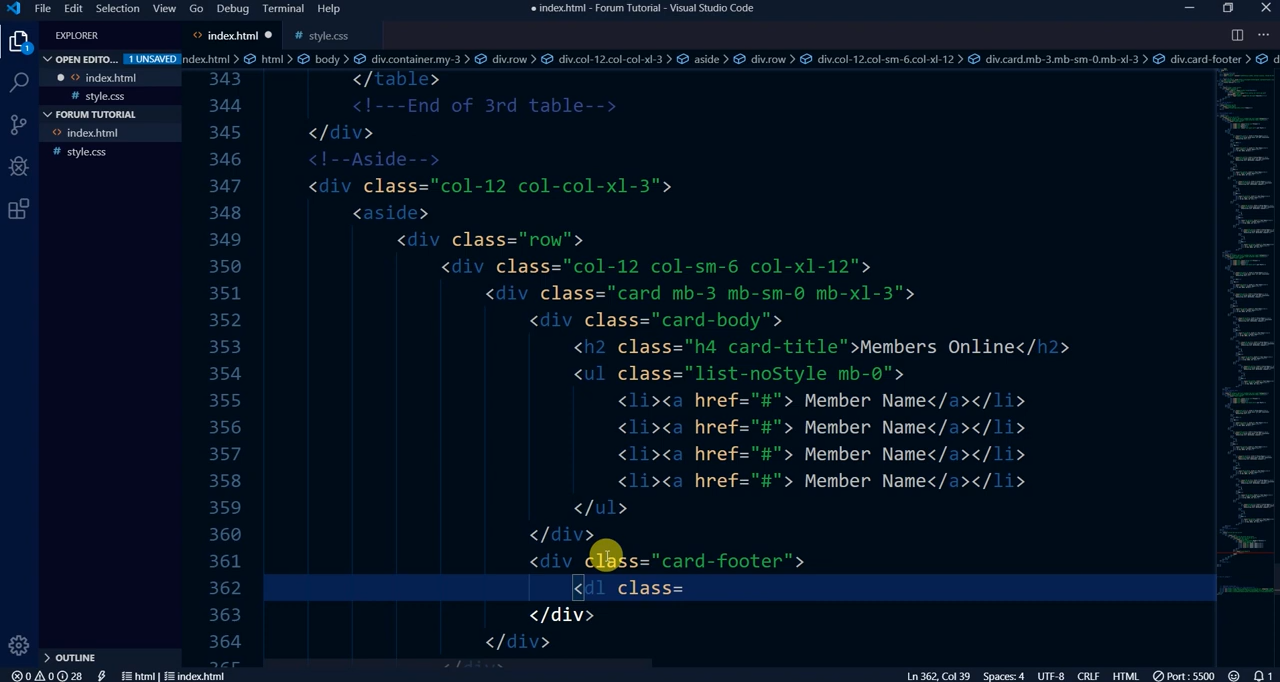 File Edit Selection View Go Debug Terminal Help
● index.html - Forum Tutorial - Visual Studio Code
EXPLORER
<> index.html ●
# style.css
OPEN EDITO... 1 UNSAVED
ndex.html > html > body > div.container.my-3 > div.row > div.col-12.col-col-xl-3 > aside > div.row > div.col-12.col-sm-6.col-xl-12 > div.card.mb-3.mb-sm-0.mb-xl-3 > div.card-footer >
● <> index.html
# style.css
FORUM TUTORIAL
<> index.html
# style.css
343 </table>
344 <!---End of 3rd table-->
345 </div>
346 <!--Aside-->
347 <div class="col-12 col-col-xl-3">
348 <aside>
349 <div class="row">
350 <div class="col-12 col-sm-6 col-xl-12">
351 <div class="card mb-3 mb-sm-0 mb-xl-3">
352 <div class="card-body">
353 <h2 class="h4 card-title">Members Online</h2>
354 <ul class="list-noStyle mb-0">
355 <li><a href="#"> Member Name</a></li>
356 <li><a href="#"> Member Name</a></li>
357 <li><a href="#"> Member Name</a></li>
358 <li><a href="#"> Member Name</a></li>
359 </ul>
360 </div>
361 <div class="card-footer">
362 <dl class=
363 </div>
364 </div>
365 </div>
OUTLINE
0 0 28 html | index.html
Ln 362, Col 39 Spaces: 4 UTF-8 CRLF HTML Port : 5500 1